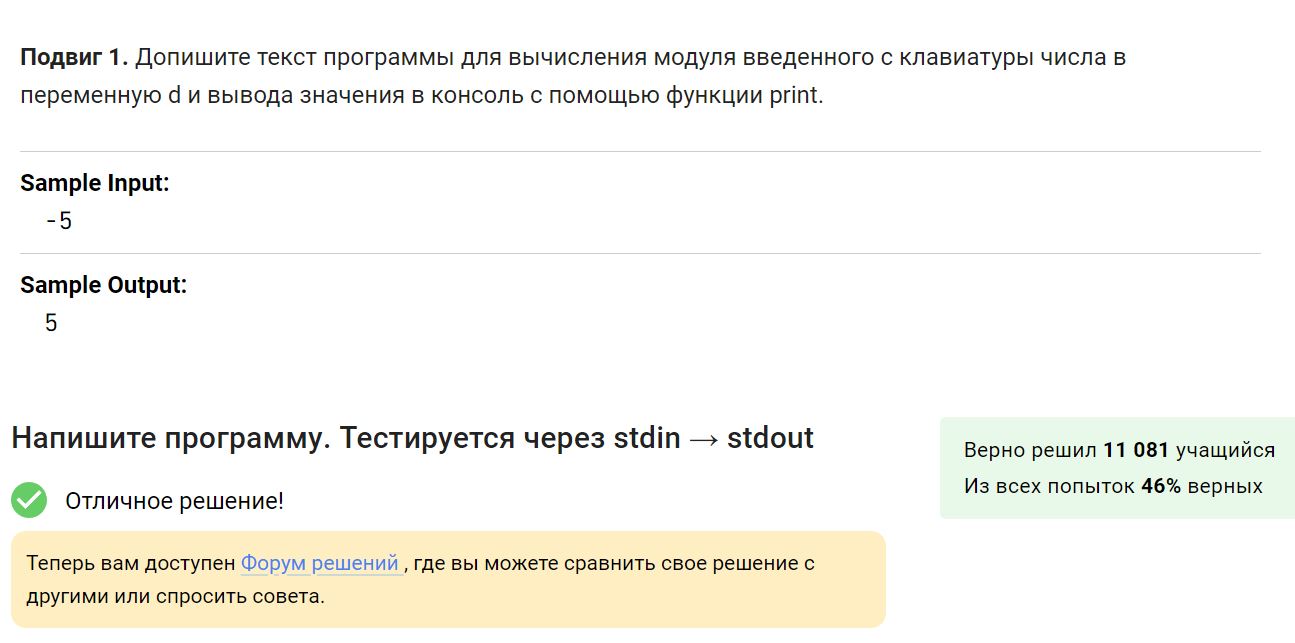 Подвиг 1. Допишите текст программы для вычисления модуля введенного с клавиатуры числа в
переменную d и вывода значения в консоль с помощью функции print.
Sample Input:
-5
Sample Output:
5
Напишите программу. Тестируется через stdin → stdout
Верно решил 11 081 учащийся
Из всех попыток 46% верных
Отличное решение!
Теперь вам доступен Форум решений , где вы можете сравнить свое решение с
другими или спросить совета.